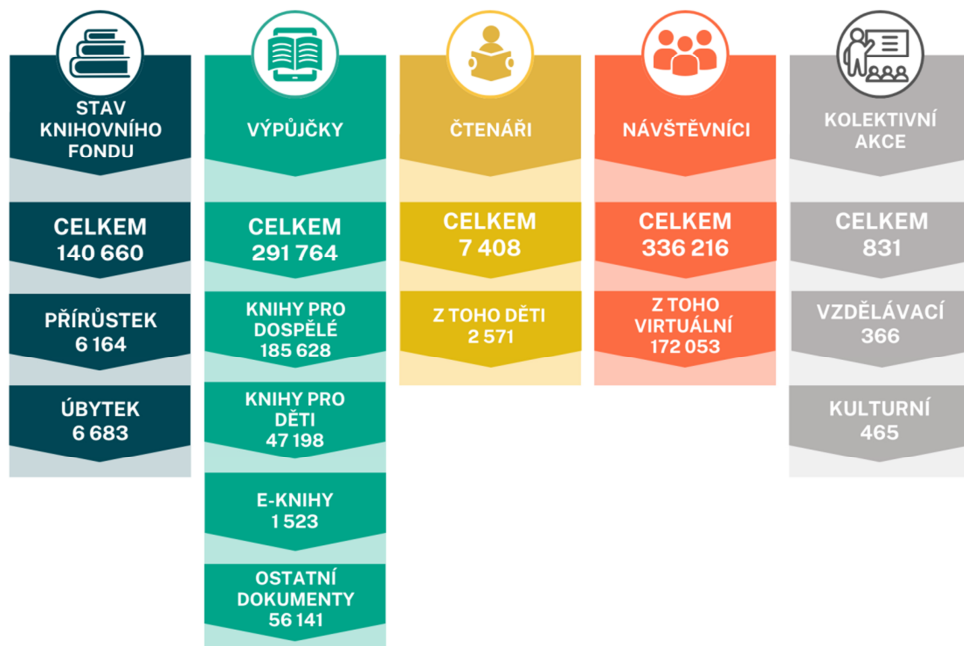 STAV
KNIHOVNÍHO
FONDU
CELKEM
140 660
PŘÍRŮSTEK
6 164
ÚBYTEK
6 683
VÝPŮJČKY
CELKEM
291 764
KNIHY PRO
DOSPĚLÉ
185 628
KNIHY PRO
DĚTI
47 198
E-KNIHY
1 523
OSTATNÍ
DOKUMENTY
56 141
ČTENÁŘI
CELKEM
7 408
Z TOHO DĚTI
2 571
NÁVŠTĚVNÍCI
CELKEM
336 216
Z TOHO
VIRTUÁLNÍ
172 053
KOLEKTIVNÍ
AKCE
CELKEM
831
VZDĚLÁVACÍ
366
KULTURNÍ
465